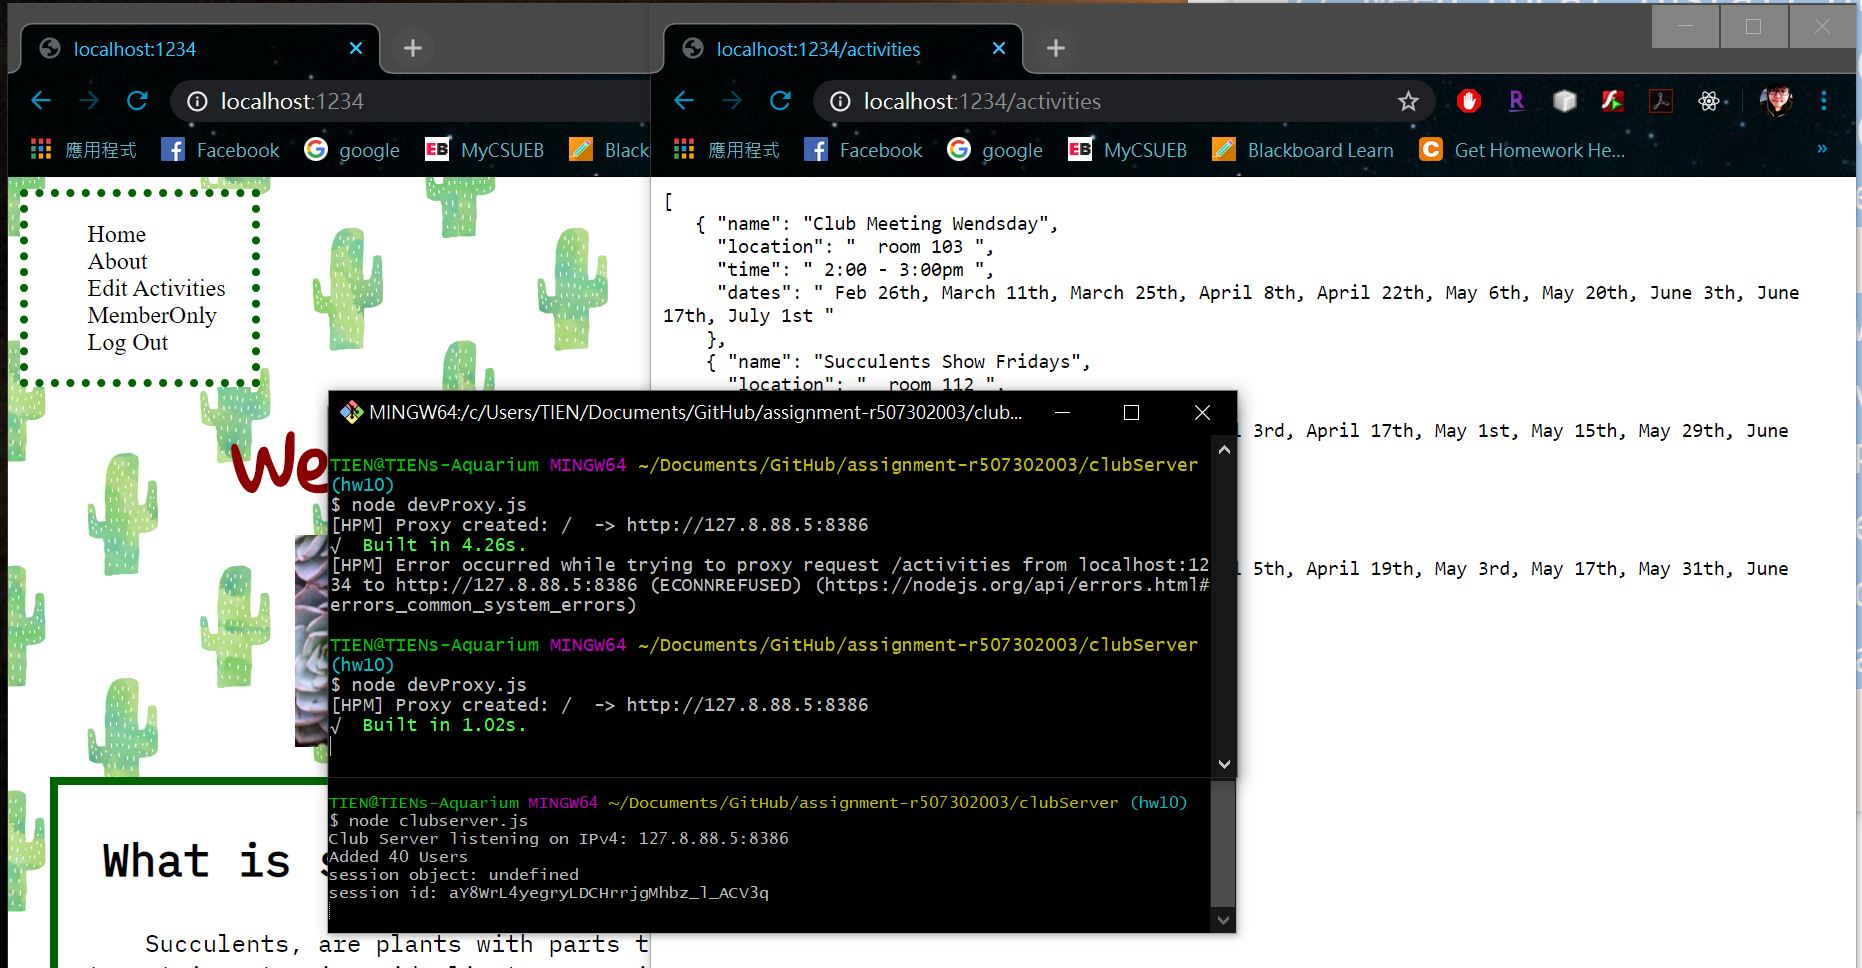 localhost:1234
localhost:1234
應用程式 Facebook google EB MyCSUEB Black
Home
About
Edit Activities
MemberOnly
Log Out
We
What is
Succulents, are plants with parts t
localhost:1234/activities
localhost:1234/activities
應用程式 Facebook google EB MyCSUEB Blackboard Learn Get Homework He... »
[
{ "name": "Club Meeting Wendsday",
"location": "  room 103 ",
"time": " 2:00 - 3:00pm ",
"dates": " Feb 26th, March 11th, March 25th, April 8th, April 22th, May 6th, May 20th, June 3th, June
17th, July 1st "
},
{ "name": "Succulents Show Fridays",
"location": "  room 112 ",
3rd, April 17th, May 1st, May 15th, May 29th, June
5th, April 19th, May 3rd, May 17th, May 31th, June
MINGW64:/c/Users/TIEN/Documents/GitHub/assignment-r507302003/club...
TIEN@TIENs-Aquarium MINGW64 ~/Documents/GitHub/assignment-r507302003/clubServer
(hw10)
$ node devProxy.js
[HPM] Proxy created: /  -> http://127.8.88.5:8386
√  Built in 4.26s.
[HPM] Error occurred while trying to proxy request /activities from localhost:12
34 to http://127.8.88.5:8386 (ECONNREFUSED) (https://nodejs.org/api/errors.html#
errors_common_system_errors)
TIEN@TIENs-Aquarium MINGW64 ~/Documents/GitHub/assignment-r507302003/clubServer
(hw10)
$ node devProxy.js
[HPM] Proxy created: /  -> http://127.8.88.5:8386
√  Built in 1.02s.
TIEN@TIENs-Aquarium MINGW64 ~/Documents/GitHub/assignment-r507302003/clubServer (hw10)
$ node clubserver.js
Club Server listening on IPv4: 127.8.88.5:8386
Added 40 Users
session object: undefined
session id: aY8WrL4yegryLDCHrrjgMhbz_l_ACV3q